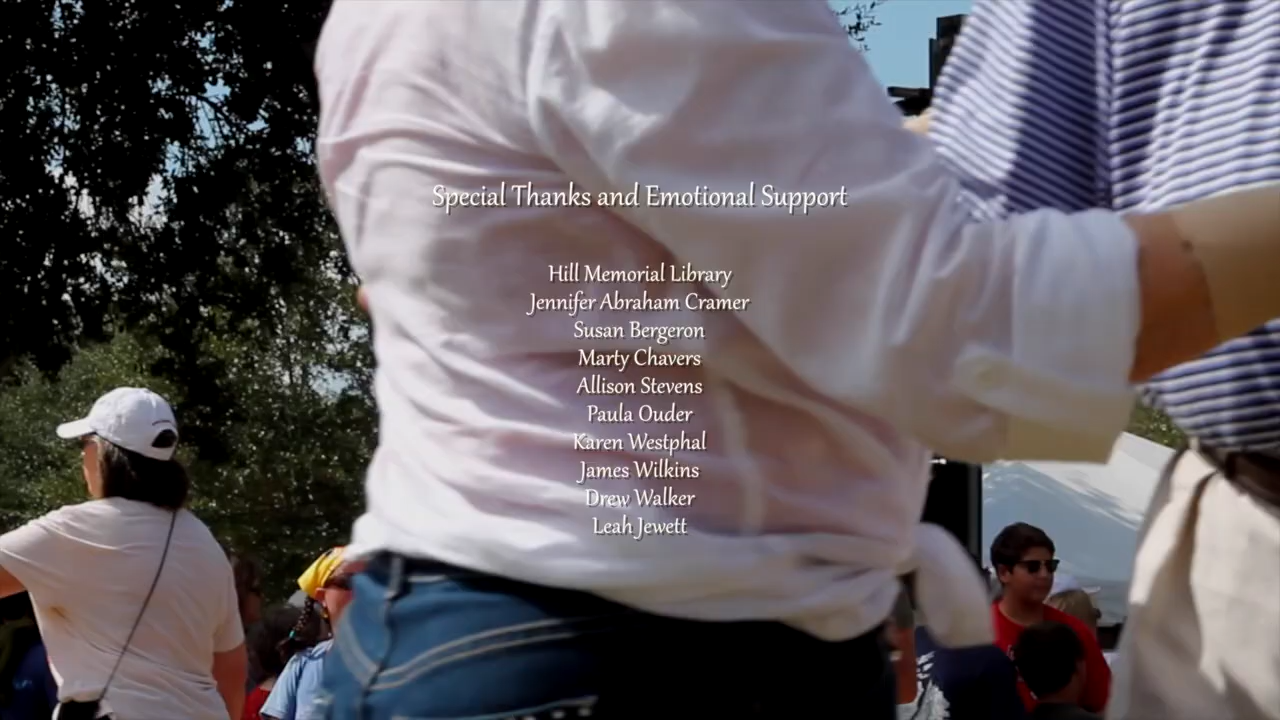 Special Thanks and Emotional Support
Hill Memorial Library
Jennifer Abraham Cramer
Susan Bergeron
Marty Chavers
Allison Stevens
Paula Ouder
Karen Westphal
James Wilkins
Drew Walker
Leah Jewett